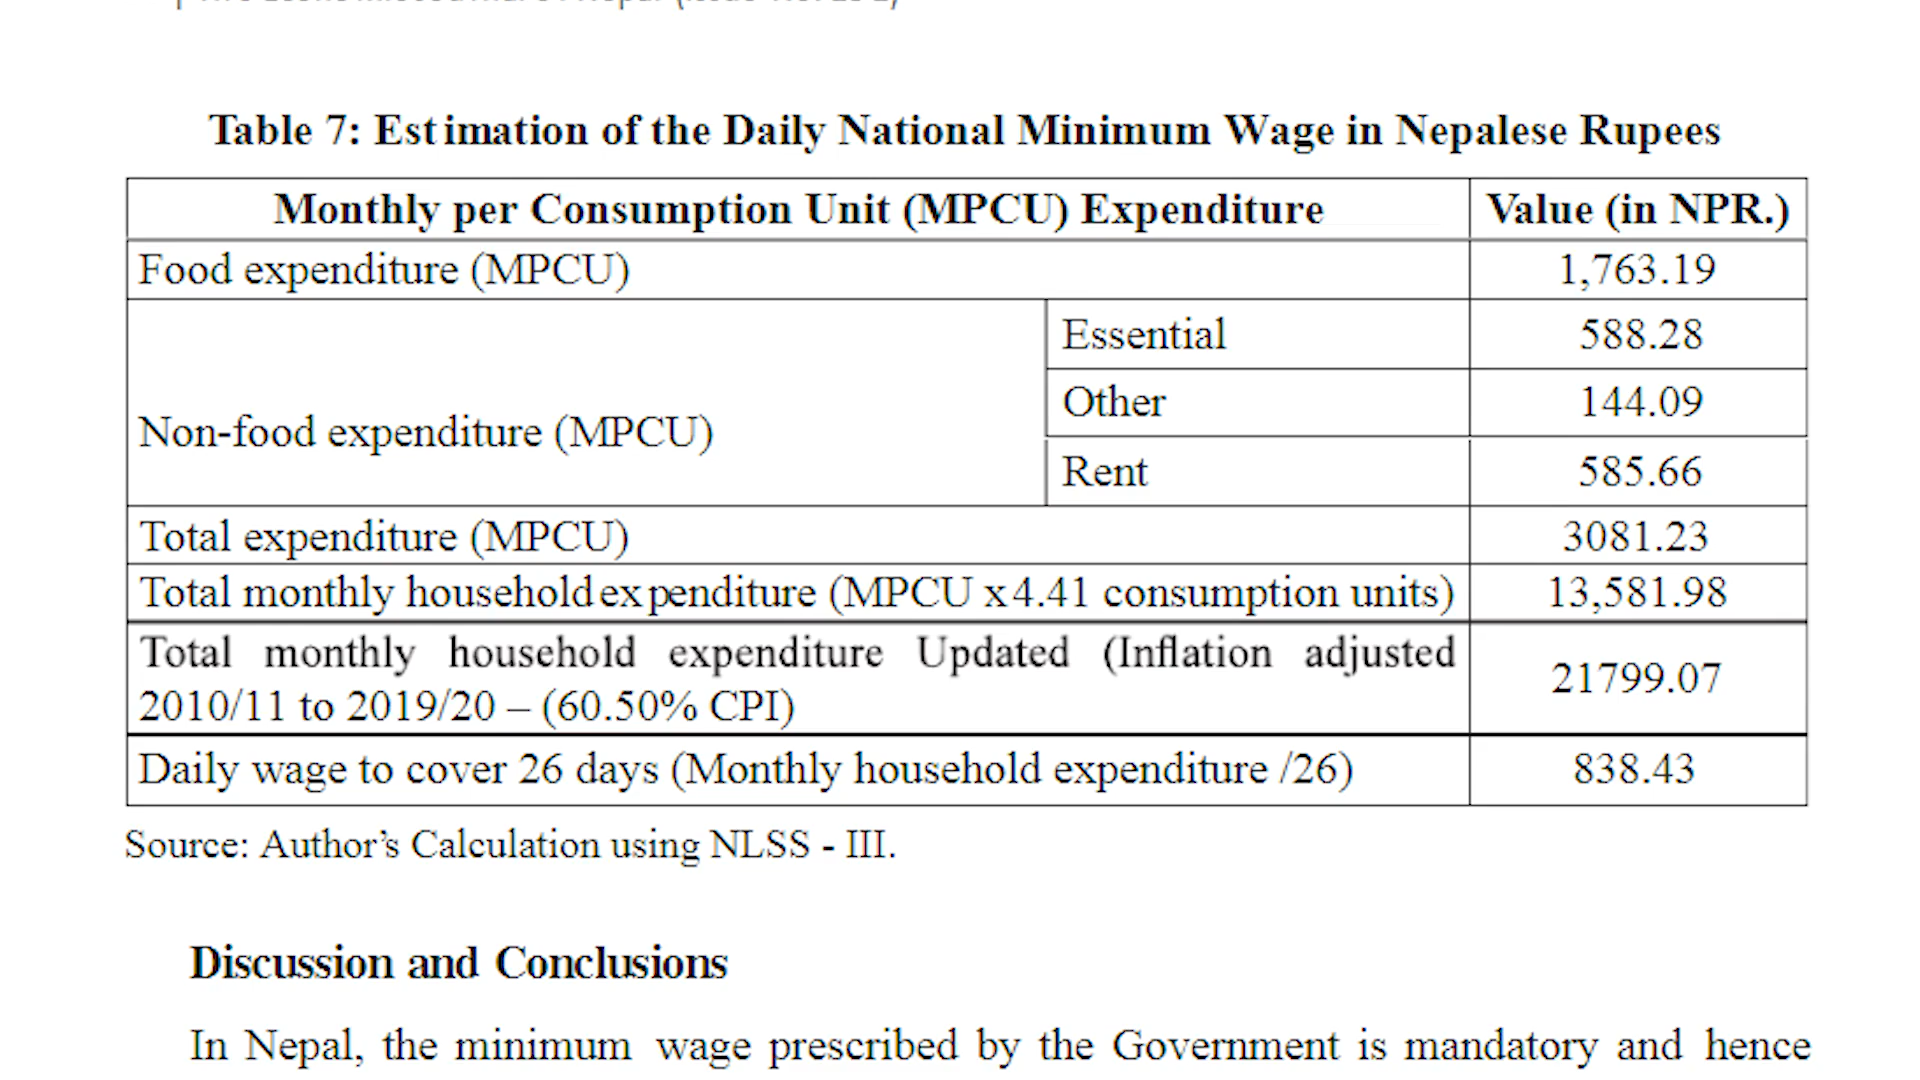 Table 7: Estimation of the Daily National Minimum Wage in Nepalese Rupees
Monthly per Consumption Unit (MPCU) Expenditure Value (in NPR.)
Food expenditure (MPCU) 1,763.19
Non-food expenditure (MPCU)
Essential 588.28
Other 144.09
Rent 585.66
Total expenditure (MPCU) 3081.23
Total monthly household expenditure (MPCU x 4.41 consumption units) 13,581.98
Total monthly household expenditure Updated (Inflation adjusted
2010/11 to 2019/20 – (60.50% CPI) 21799.07
Daily wage to cover 26 days (Monthly household expenditure /26) 838.43
Source: Author’s Calculation using NLSS - III.
Discussion and Conclusions
In Nepal, the minimum wage prescribed by the Government is mandatory and hence